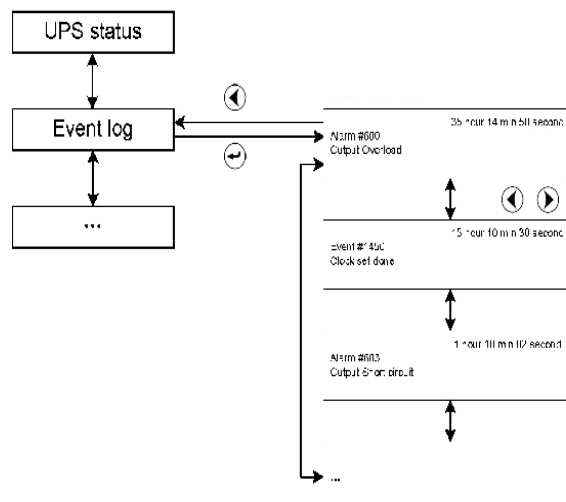 UPS status
Event log
...
35 hour 14 min 50 second
Alarm #600
Output Overload
15 hour 10 min 30 second
Event #1450
Clock set done
1 hour 10 min 02 second
Alarm #603
Output Short circuit
...